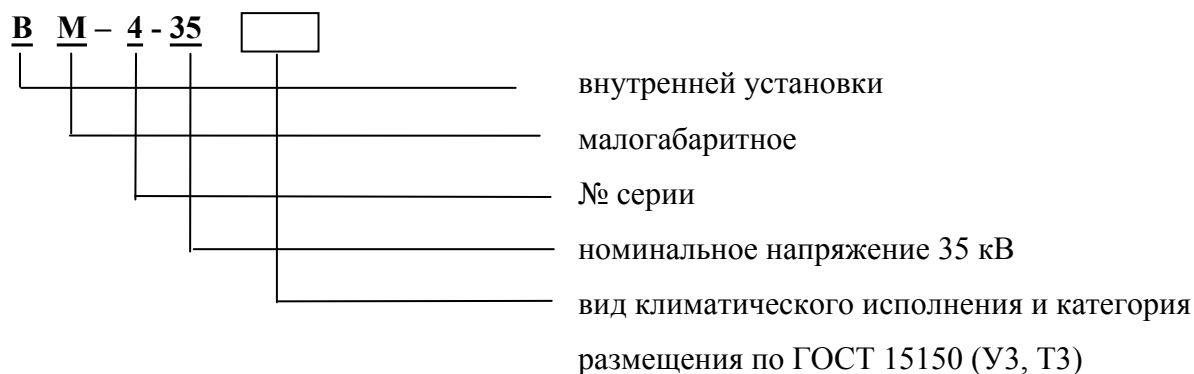 В М – 4 - 35
внутренней установки
малогабаритное
№ серии
номинальное напряжение 35 кВ
вид климатического исполнения и категория
размещения по ГОСТ 15150 (У3, Т3)